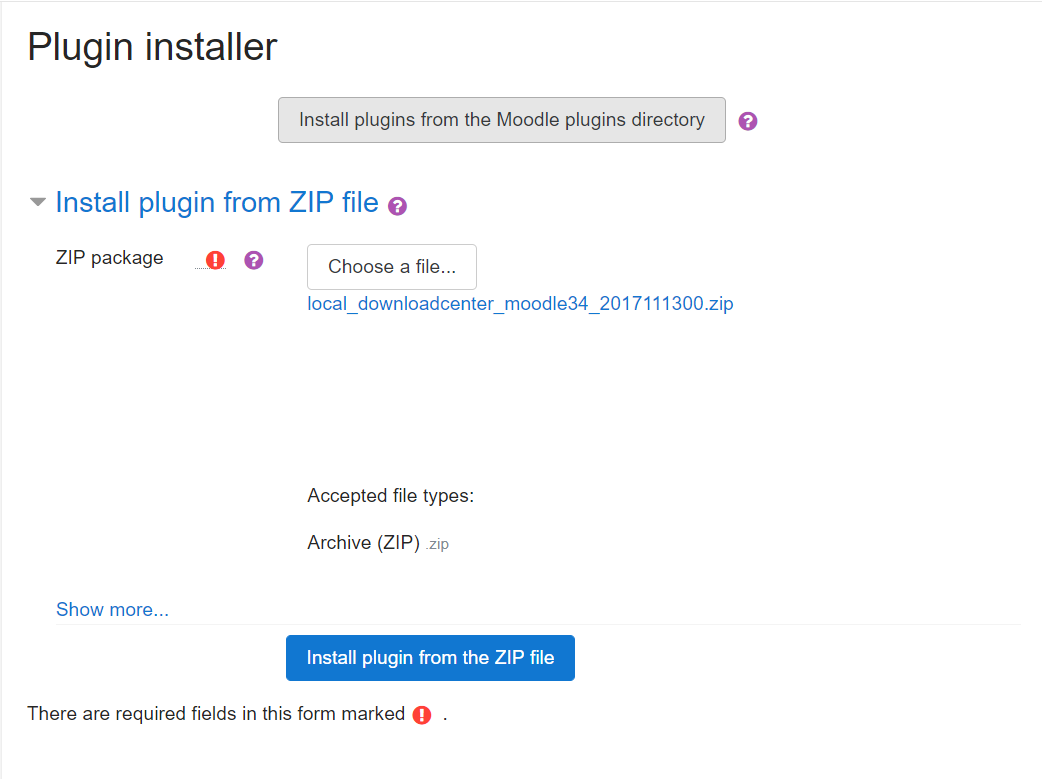 Plugin installer
Install plugins from the Moodle plugins directory ?
Install plugin from ZIP file ?
ZIP package ! ? Choose a file...
local_downloadcenter_moodle34_2017111300.zip
Accepted file types:
Archive (ZIP) .zip
Show more...
Install plugin from the ZIP file
There are required fields in this form marked ! .